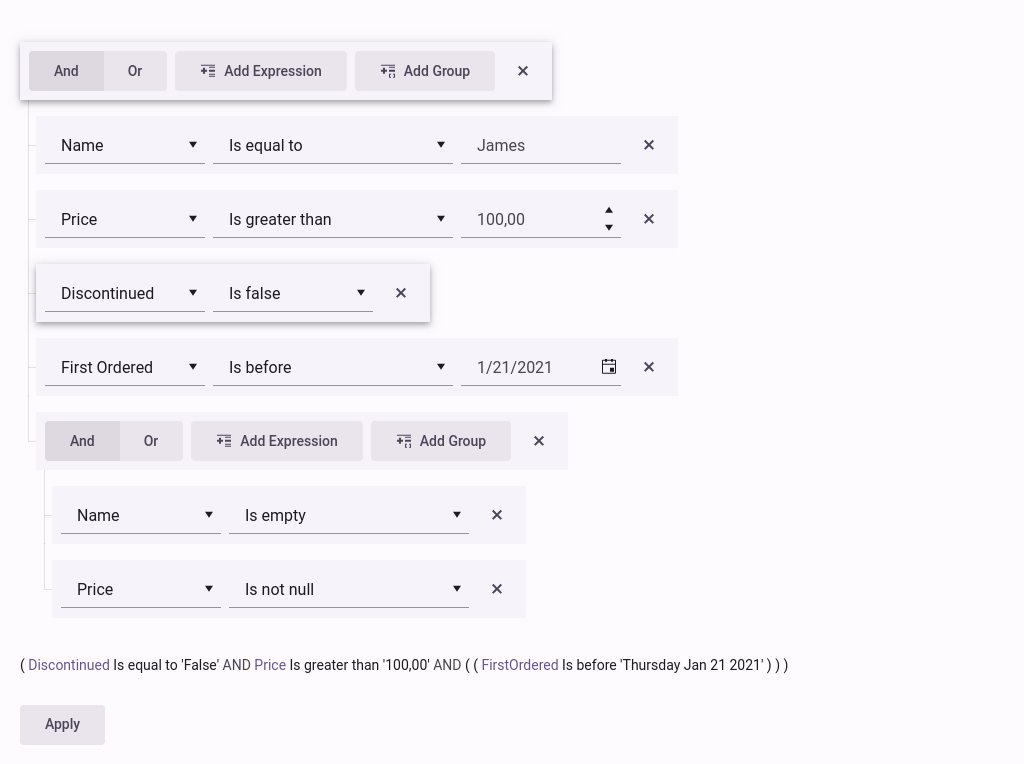 And Or Add Expression Add Group
Name Is equal to James
Price Is greater than 100,00
Discontinued Is false
First Ordered Is before 1/21/2021
And Or Add Expression Add Group
Name Is empty
Price Is not null
( Discontinued Is equal to 'False' AND Price Is greater than '100,00' AND ( ( FirstOrdered Is before 'Thursday Jan 21 2021' ) ) )
Apply